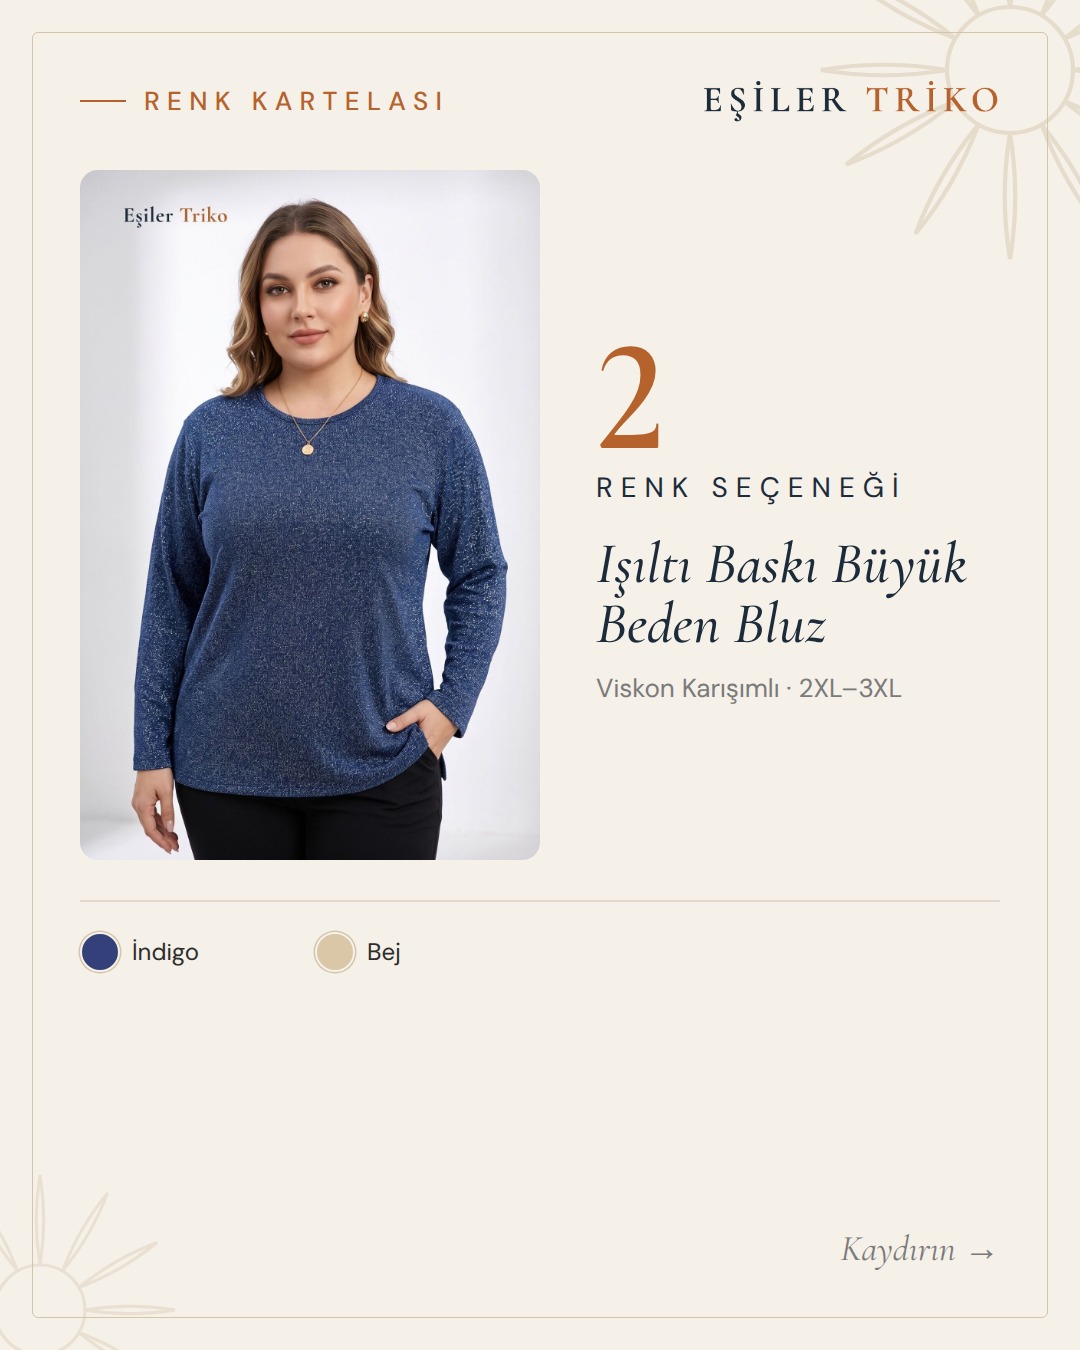 RENK KARTELASI
EŞİLER TRİKO
Eşiler Triko
2
RENK SEÇENEĞİ
Işıltı Baskı Büyük
Beden Bluz
Viskon Karışımlı · 2XL–3XL
İndigo
Bej
Kaydırın →